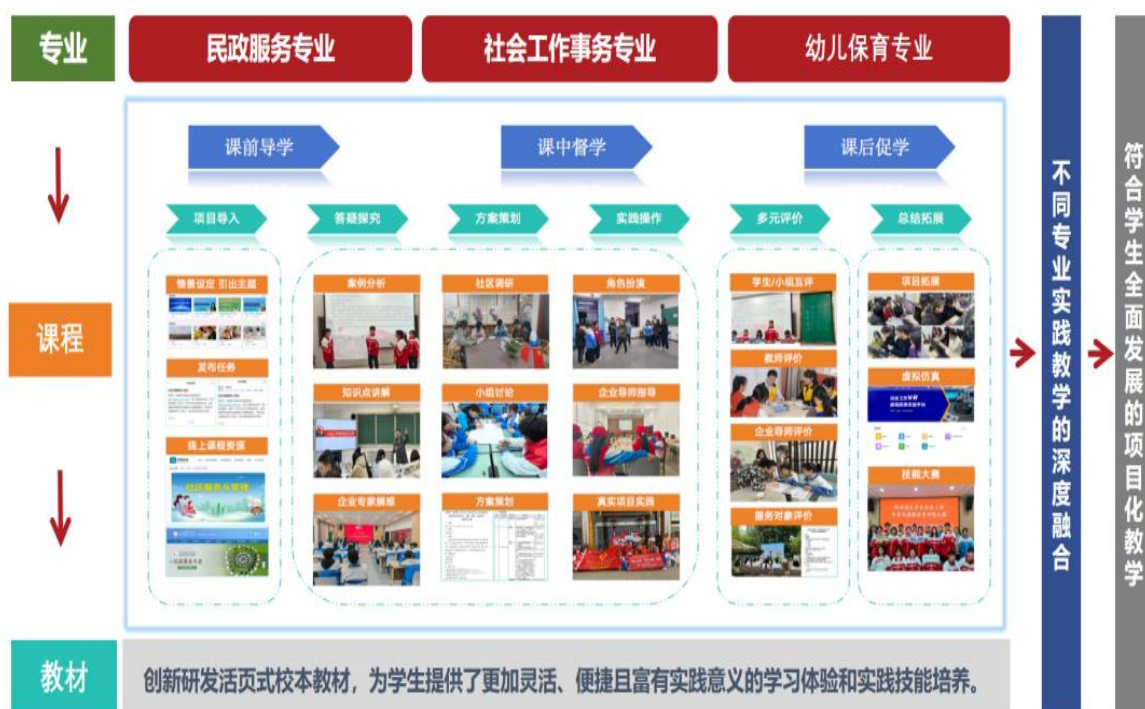 专业
民政服务专业
社会工作事务专业
幼儿保育专业
课前导学
课中督学
课后促学
项目导入
答疑探究
方案策划
实践操作
多元评价
总结拓展
课程
情景设定 引出主题
发布任务
线上课程资源
社区服务与管理
案例分析
知识点讲解
企业专家解惑
社区调研
小组讨论
方案策划
角色扮演
企业导师指导
真实项目实践
学生/小组互评
教师评价
企业导师评价
服务对象评价
项目拓展
虚拟仿真
技能大赛
不同专业实践教学的深度融合
符合学生全面发展的项目化教学
教材
创新研发活页式校本教材，为学生提供了更加灵活、便捷且富有实践意义的学习体验和实践技能培养。